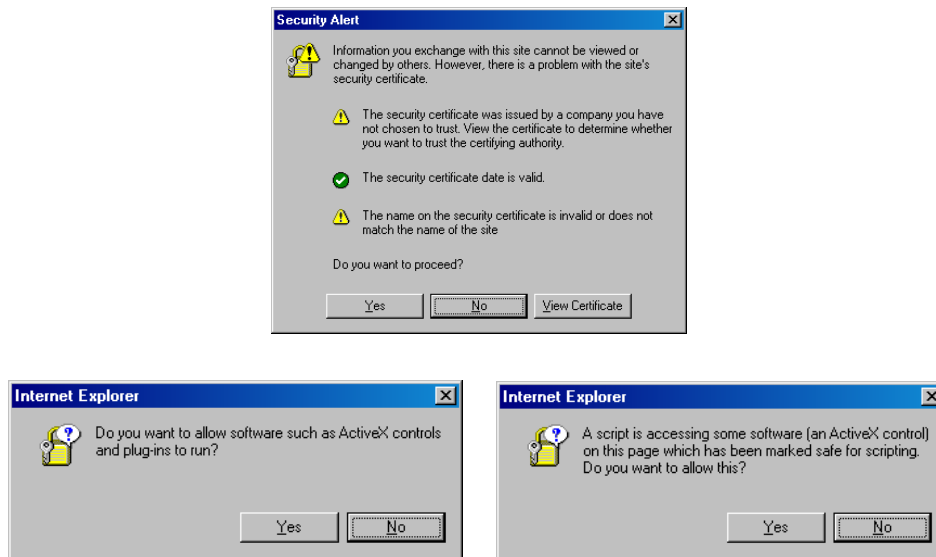 Security Alert
Information you exchange with this site cannot be viewed or
changed by others. However, there is a problem with the site's
security certificate.
The security certificate was issued by a company you have
not chosen to trust. View the certificate to determine whether
you want to trust the certifying authority.
The security certificate date is valid.
The name on the security certificate is invalid or does not
match the name of the site
Do you want to proceed?
Yes No View Certificate
Internet Explorer
Do you want to allow software such as ActiveX controls
and plug-ins to run?
Yes No
Internet Explorer
A script is accessing some software (an ActiveX control)
on this page which has been marked safe for scripting.
Do you want to allow this?
Yes No